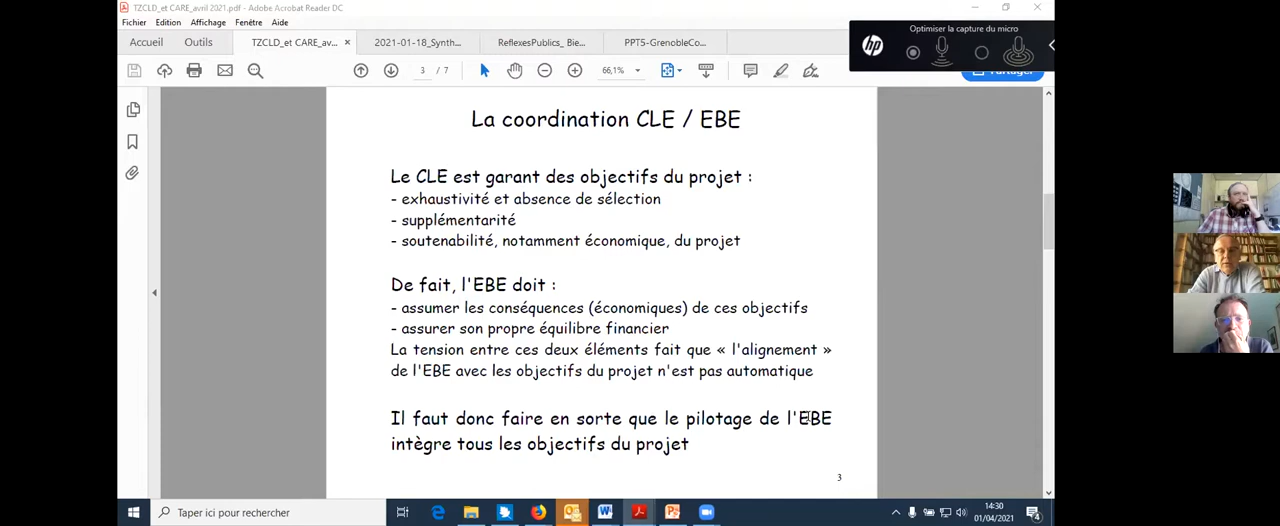 TZCLD_et CARE_avril 2021.pdf - Adobe Acrobat Reader DC
Fichier Edition Affichage Fenêtre Aide
Optimiser la capture du micro
hp
Accueil Outils TZCLD_et CARE_av... × 2021-01-18_Synth... ReflexesPublics_ Bie... PPT5-GrenobleCo...
3 / 7 66,1%
La coordination CLE / EBE
Le CLE est garant des objectifs du projet :
- exhaustivité et absence de sélection
- supplémentarité
- soutenabilité, notamment économique, du projet
De fait, l'EBE doit :
- assumer les conséquences (économiques) de ces objectifs
- assurer son propre équilibre financier
La tension entre ces deux éléments fait que « l'alignement »
de l'EBE avec les objectifs du projet n'est pas automatique
Il faut donc faire en sorte que le pilotage de l'EBE
intègre tous les objectifs du projet
3
Taper ici pour rechercher
14:30
01/04/2021
4